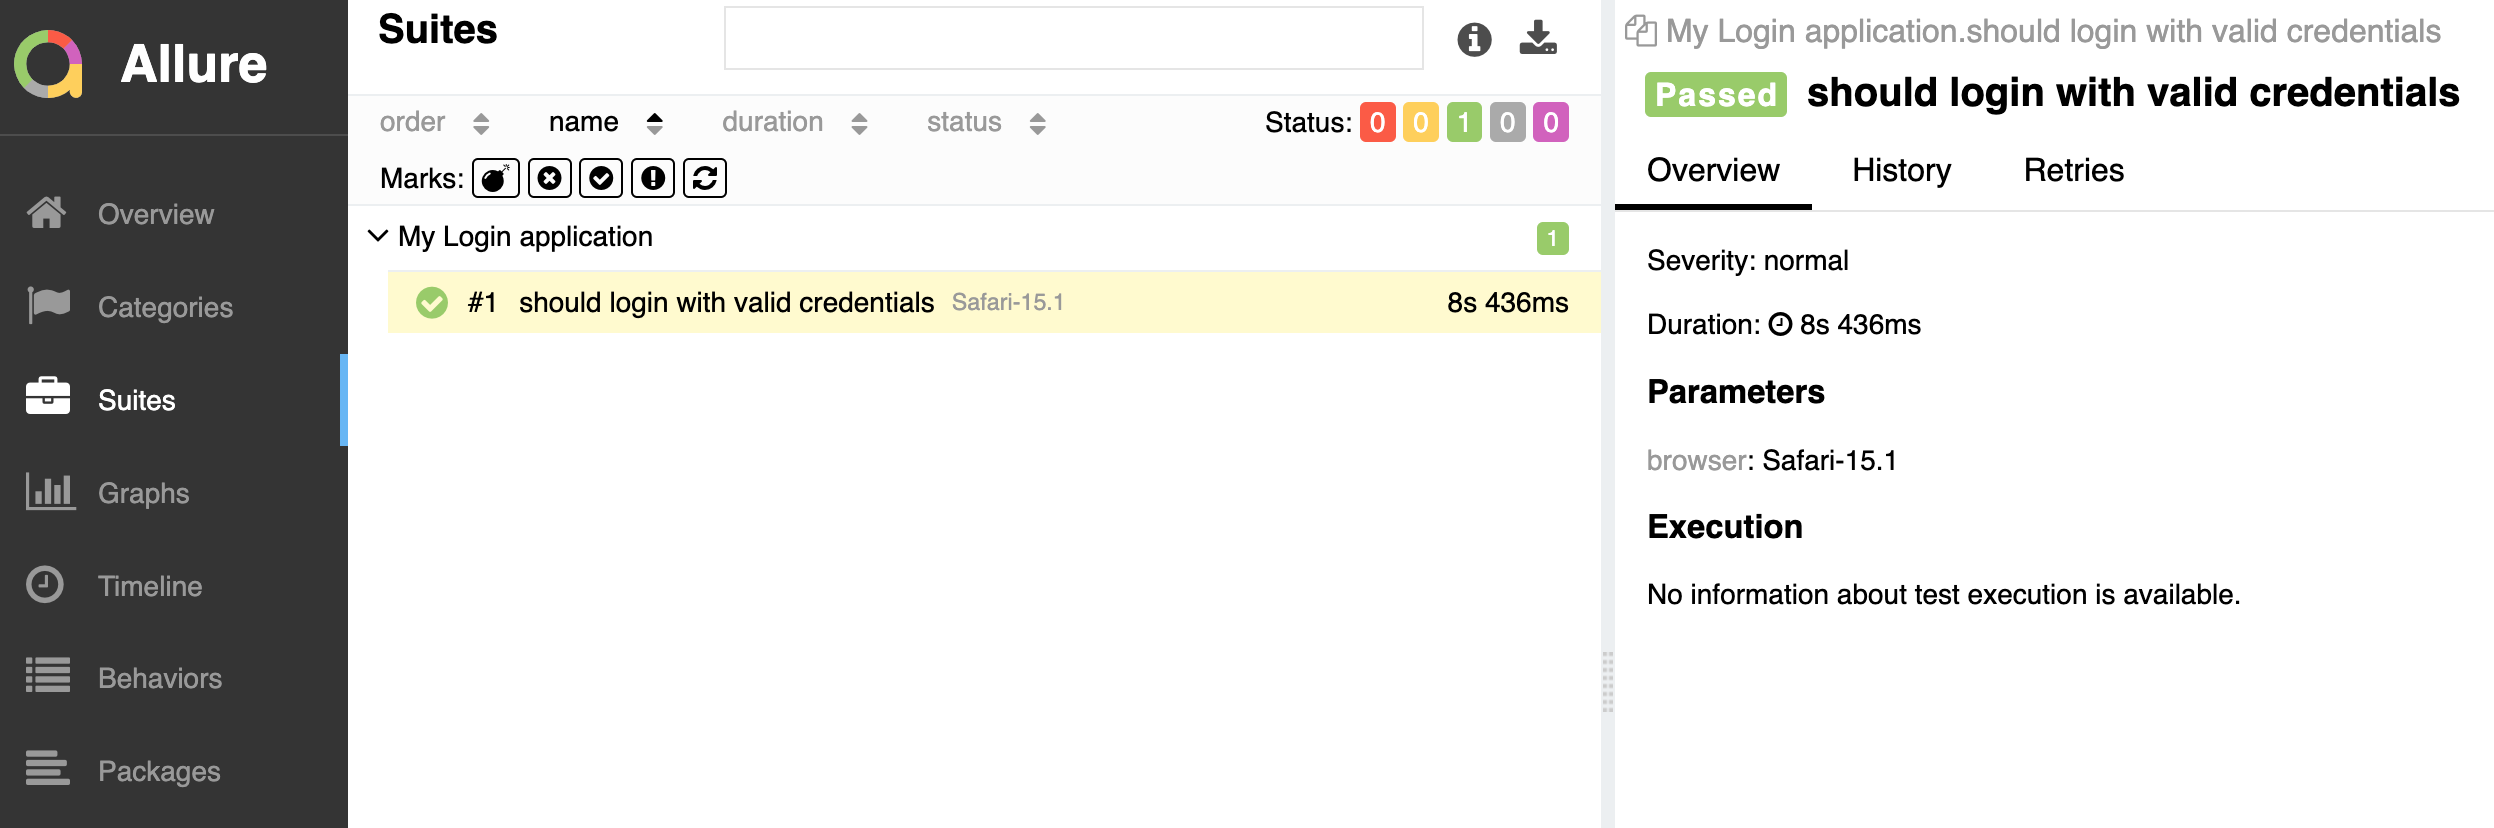 Allure
Overview
Categories
Suites
Graphs
Timeline
Behaviors
Packages
Suites
order name duration status Status: 0 0 1 0 0
Marks:
My Login application 1
#1 should login with valid credentials Safari-15.1 8s 436ms
My Login application.should login with valid credentials
Passed should login with valid credentials
Overview History Retries
Severity: normal
Duration: 8s 436ms
Parameters
browser: Safari-15.1
Execution
No information about test execution is available.